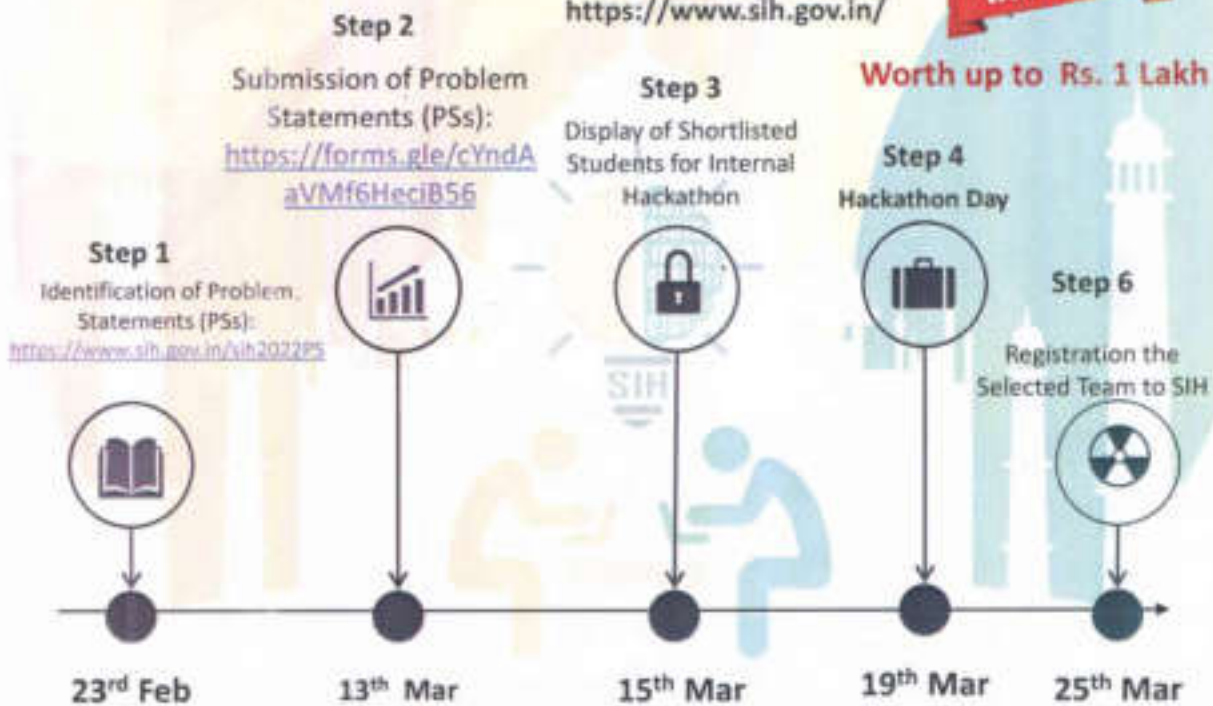 https://www.sih.gov.in/
Worth up to Rs. 1 Lakh
Step 1
Identification of Problem
Statements (PSs):
https://www.sih.gov.in/sih2022PS
Step 2
Submission of Problem
Statements (PSs):
https://forms.gle/cYndA
aVMf6HeciB56
Step 3
Display of Shortlisted
Students for Internal
Hackathon
Step 4
Hackathon Day
Step 6
Registration the
Selected Team to SIH
SIH
23rd Feb
13th Mar
15th Mar
19th Mar
25th Mar